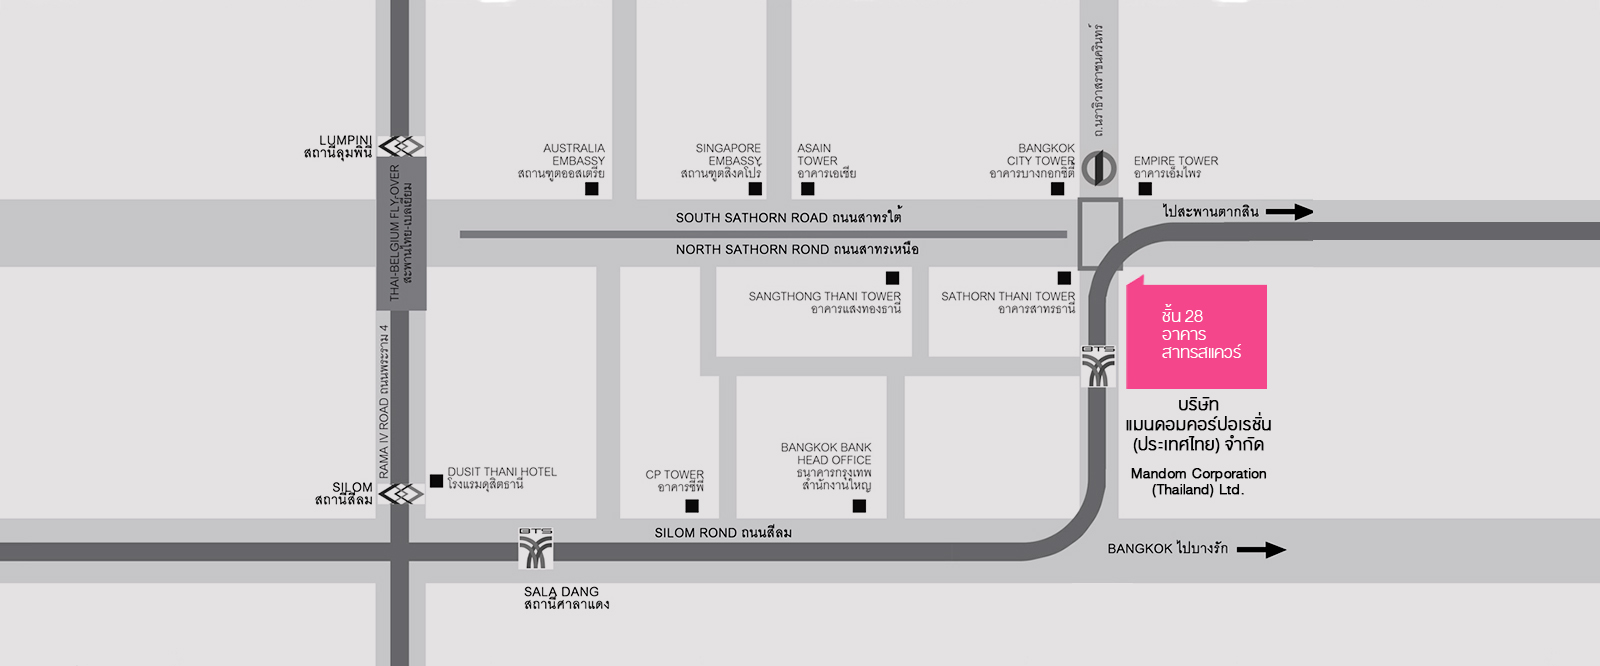 ถ.นราธิวาสราชนครินทร์
LUMPINI
สถานีลุมพินี
THAI-BELGIUM FLY-OVER
สะพานไทย-เบลเยี่ยม
AUSTRALIA
EMBASSY
สถานฑูตออสเตรีย
SINGAPORE
EMBASSY
สถานฑูตสิงคโปร์
ASAIN
TOWER
อาคารเอเชีย
BANGKOK
CITY TOWER
อาคารบางกอกซิตี้
EMPIRE TOWER
อาคารเอ็มไพร
SOUTH SATHORN ROAD ถนนสาทรใต้
ไปสะพานตากสิน
NORTH SATHORN ROND ถนนสาทรเหนือ
SANGTHONG THANI TOWER
อาคารแสงทองธานี
SATHORN THANI TOWER
อาคารสาทรธานี
ชั้น 28
อาคาร
สาทรสแควร์
BTS
บริษัท
แมนดอมคอร์ปอเรชั่น
(ประเทศไทย) จำกัด
Mandom Corporation
(Thailand) Ltd.
RAMA IV ROAD ถนนพระราม 4
SILOM
สถานีสีลม
DUSIT THANI HOTEL
โรงแรมดุสิตธานี
CP TOWER
อาคารซีพี
BANGKOK BANK
HEAD OFFICE
ธนาคารกรุงเทพ
สำนักงานใหญ่
SILOM ROND ถนนสีลม
BTS
BANGKOK ไปบางรัก
SALA DANG
สถานีศาลาแดง